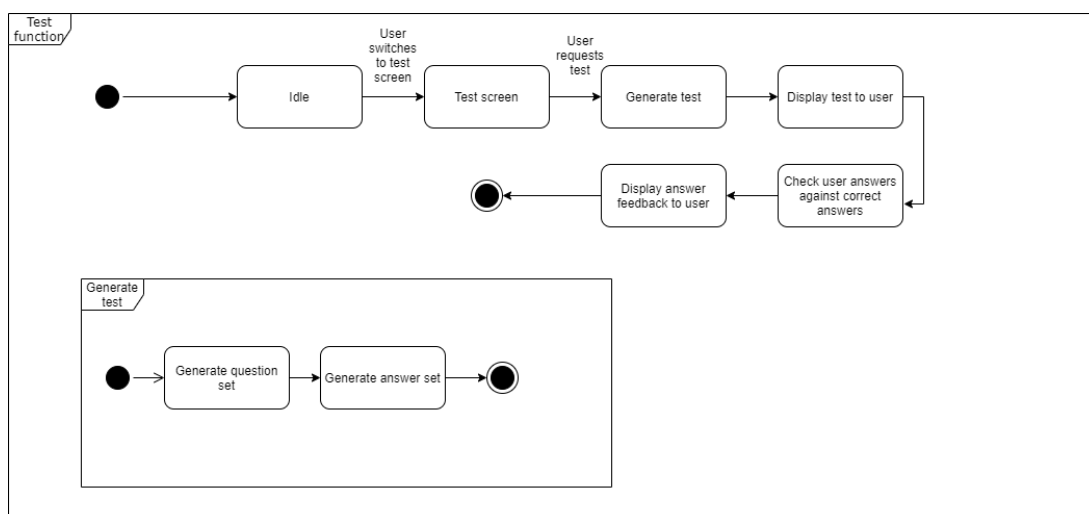 Test
function
User
switches
to test
screen
User
requests
test
Idle
Test screen
Generate test
Display test to user
Display answer
feedback to user
Check user answers
against correct
answers
Generate
test
Generate question
set
Generate answer set